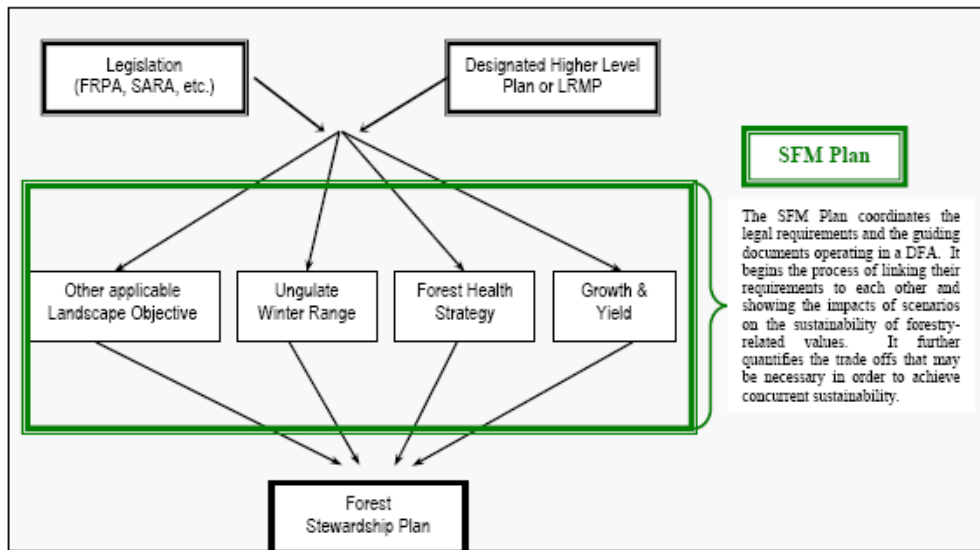 Legislation
(FRPA, SARA, etc.)
Designated Higher Level
Plan or LRMP
SFM Plan
The SFM Plan coordinates the
legal requirements and the guiding
documents operating in a DFA. It
begins the process of linking their
requirements to each other and
showing the impacts of scenarios
on the sustainability of forestry-
related values. It further
quantifies the trade offs that may
be necessary in order to achieve
concurrent sustainability.
Other applicable
Landscape Objective
Ungulate
Winter Range
Forest Health
Strategy
Growth &
Yield
Forest
Stewardship Plan